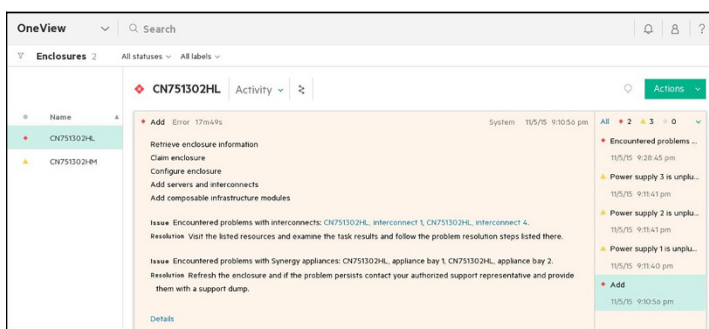 OneView
Search
?
Enclosures 2
All statuses
All labels
CN751302HL
Activity
Actions
Name
CN751302HL
CN751302HM
Add Error 17m49s
System 11/5/15 9:10:56 pm
Retrieve enclosure information
Claim enclosure
Configure enclosure
Add servers and interconnects
Add composable infrastructure modules
Issue Encountered problems with interconnects: CN751302HL, interconnect 1, CN751302HL, interconnect 4.
Resolution Visit the listed resources and examine the task results and follow the problem resolution steps listed there.
Issue Encountered problems with Synergy appliances: CN751302HL, appliance bay 1, CN751302HL, appliance bay 2.
Resolution Refresh the enclosure and if the problem persists contact your authorized support representative and provide
them with a support dump.
Details
All 2 3 0
Encountered problems ...
11/5/15 9:28:45 pm
Power supply 3 is unplu...
11/5/15 9:11:41 pm
Power supply 2 is unplu...
11/5/15 9:11:41 pm
Power supply 1 is unplu...
11/5/15 9:11:40 pm
Add
11/5/15 9:10:56 pm